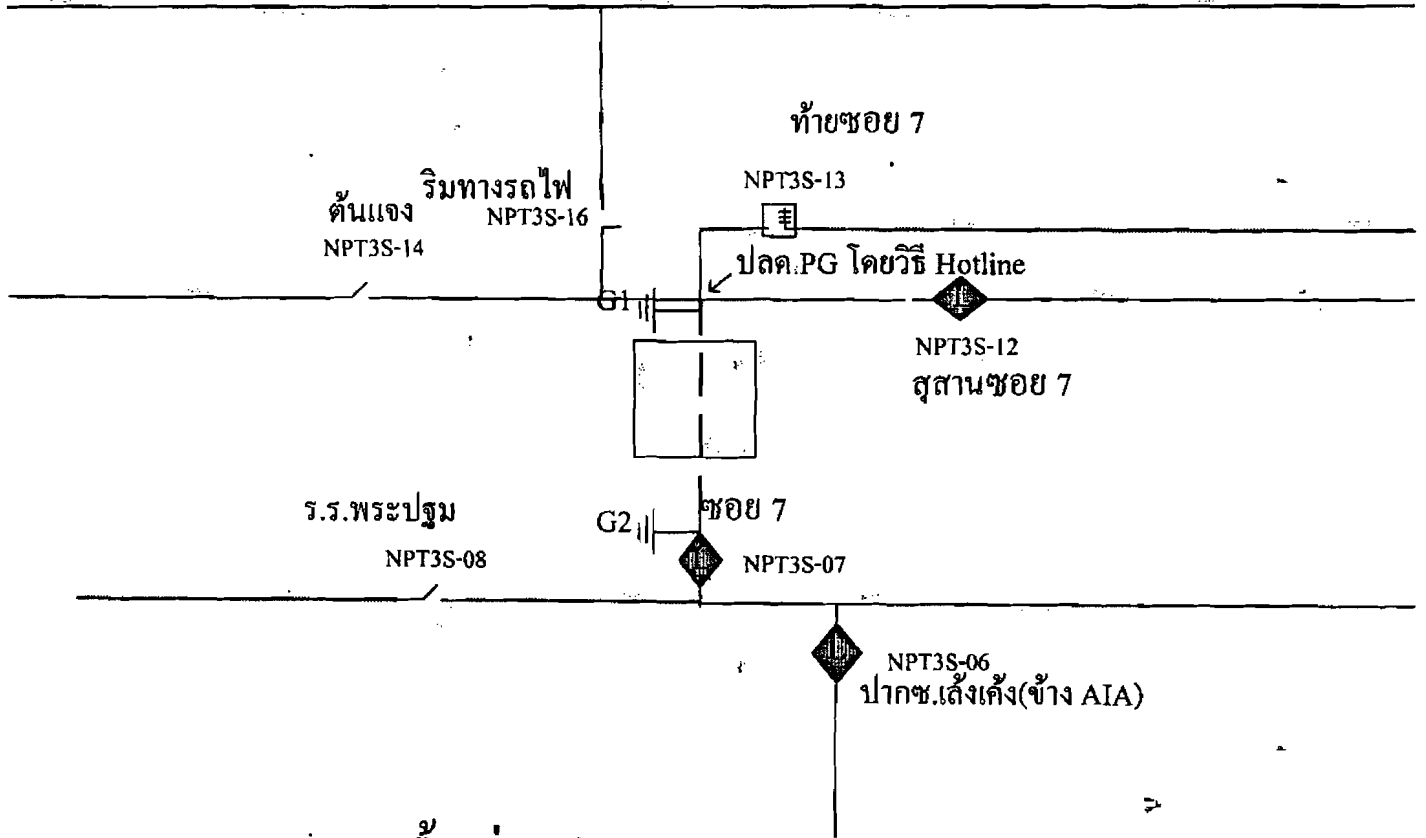 ท้ายซอย 7
NPT3S-13
ริมทางรถไฟ
NPT3S-16
ต้นแจง
NPT3S-14
ปลด.PG โดยวิธี Hotline
G1
NPT3S-12
สุสานซอย 7
ร.ร.พระปฐม
NPT3S-08
G2
ซอย 7
NPT3S-07
NPT3S-06
ปากซ.เล้งเค้ง(ข้าง AIA)